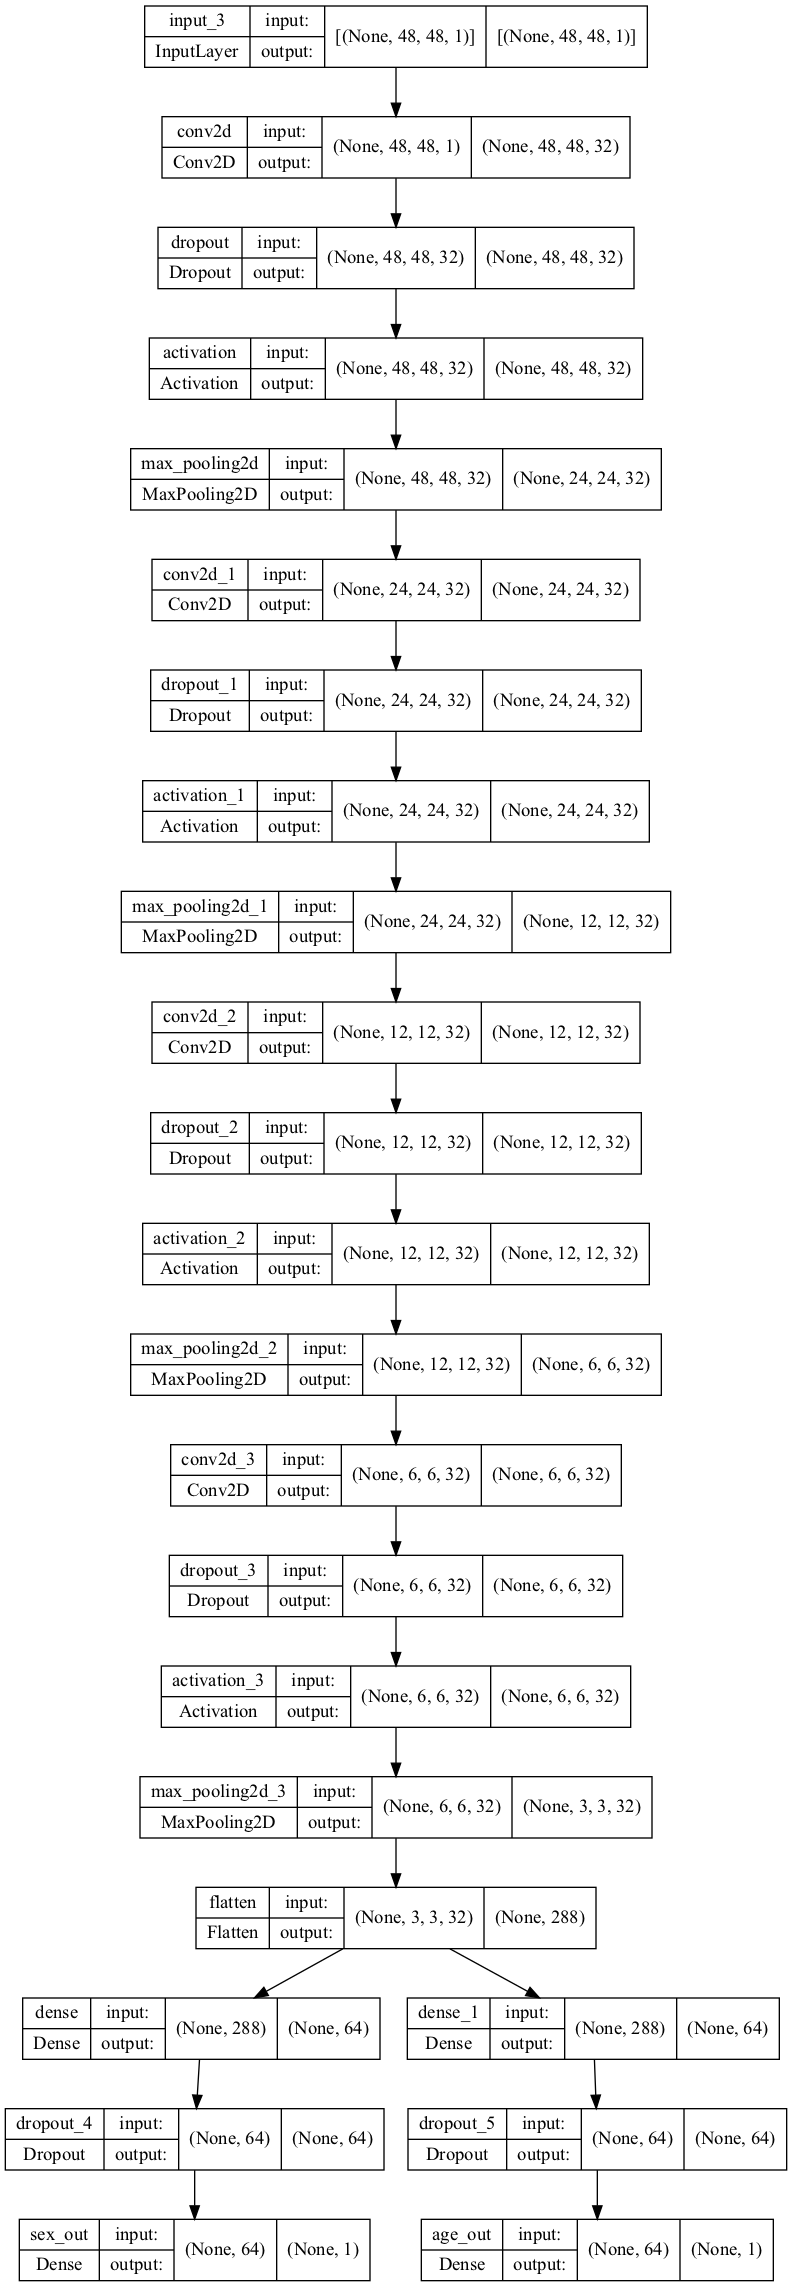 input_3 input: [(None, 48, 48, 1)] [(None, 48, 48, 1)]
InputLayer output:
conv2d input: (None, 48, 48, 1) (None, 48, 48, 32)
Conv2D output:
dropout input: (None, 48, 48, 32) (None, 48, 48, 32)
Dropout output:
activation input: (None, 48, 48, 32) (None, 48, 48, 32)
Activation output:
max_pooling2d input: (None, 48, 48, 32) (None, 24, 24, 32)
MaxPooling2D output:
conv2d_1 input: (None, 24, 24, 32) (None, 24, 24, 32)
Conv2D output:
dropout_1 input: (None, 24, 24, 32) (None, 24, 24, 32)
Dropout output:
activation_1 input: (None, 24, 24, 32) (None, 24, 24, 32)
Activation output:
max_pooling2d_1 input: (None, 24, 24, 32) (None, 12, 12, 32)
MaxPooling2D output:
conv2d_2 input: (None, 12, 12, 32) (None, 12, 12, 32)
Conv2D output:
dropout_2 input: (None, 12, 12, 32) (None, 12, 12, 32)
Dropout output:
activation_2 input: (None, 12, 12, 32) (None, 12, 12, 32)
Activation output:
max_pooling2d_2 input: (None, 12, 12, 32) (None, 6, 6, 32)
MaxPooling2D output:
conv2d_3 input: (None, 6, 6, 32) (None, 6, 6, 32)
Conv2D output:
dropout_3 input: (None, 6, 6, 32) (None, 6, 6, 32)
Dropout output:
activation_3 input: (None, 6, 6, 32) (None, 6, 6, 32)
Activation output:
max_pooling2d_3 input: (None, 6, 6, 32) (None, 3, 3, 32)
MaxPooling2D output:
flatten input: (None, 3, 3, 32) (None, 288)
Flatten output:
dense input: (None, 288) (None, 64)
Dense output:
dense_1 input: (None, 288) (None, 64)
Dense output:
dropout_4 input: (None, 64) (None, 64)
Dropout output:
dropout_5 input: (None, 64) (None, 64)
Dropout output:
sex_out input: (None, 64) (None, 1)
Dense output:
age_out input: (None, 64) (None, 1)
Dense output: